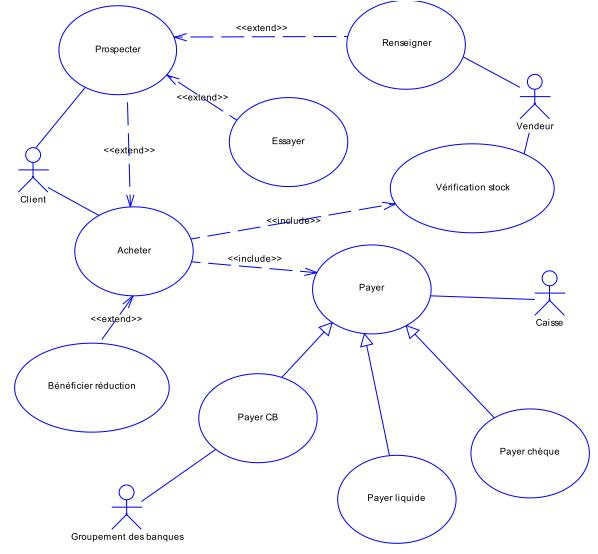 <<extend>>
Prospecter
Renseigner
<<extend>>
Vendeur
<<extend>>
Essayer
Client
Vérification stock
<<include>>
Acheter
<<include>>
Payer
<<extend>>
Caisse
Bénéficier réduction
Payer CB
Payer chèque
Payer liquide
Groupement des banques